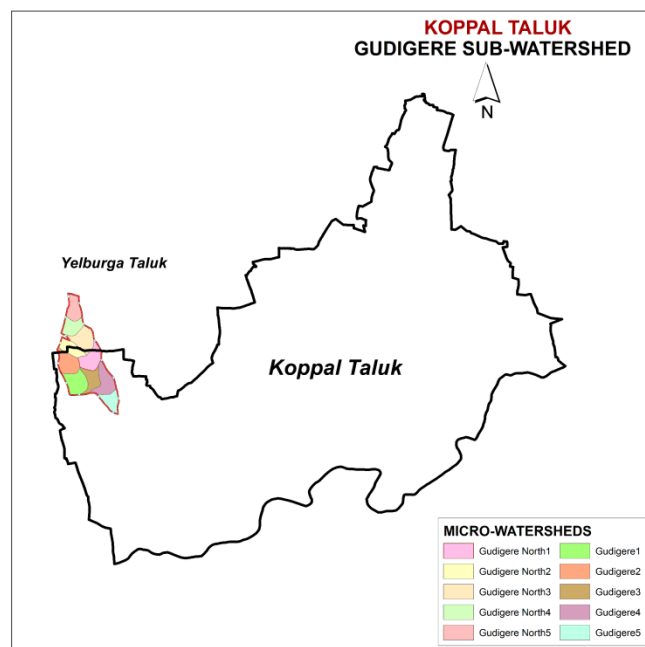 KOPPAL TALUK
GUDIGERE SUB-WATERSHED
N
Yelburga Taluk
Koppal Taluk
MICRO-WATERSHEDS
Gudigere North1
Gudigere North2
Gudigere North3
Gudigere North4
Gudigere North5
Gudigere1
Gudigere2
Gudigere3
Gudigere4
Gudigere5